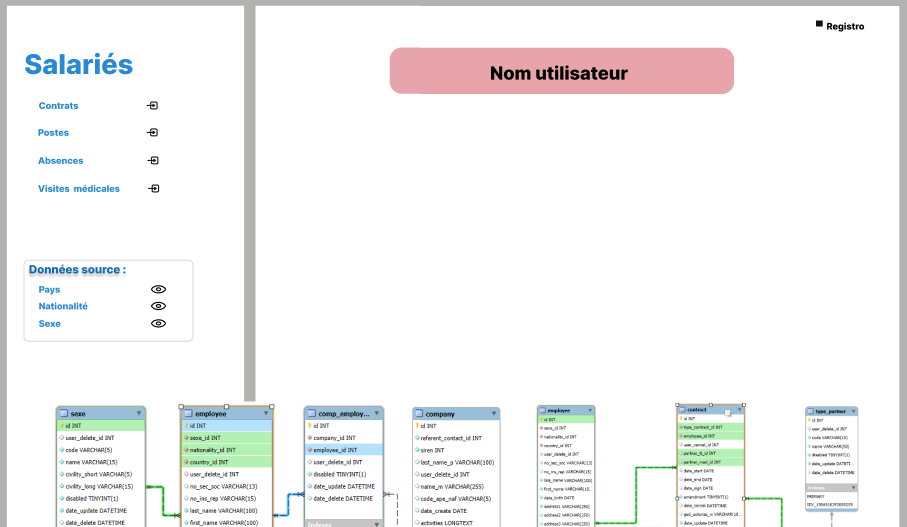 Registro
Salariés
Nom utilisateur
Contrats
Postes
Absences
Visites médicales
Données source :
Pays
Nationalité
Sexe
sexe
id INT
user_delete_id INT
code VARCHAR(5)
name VARCHAR(15)
civility_short VARCHAR(5)
civility_long VARCHAR(15)
disabled TINYINT(1)
date_update DATETIME
date_delete DATETIME
employee
id INT
sexe_id INT
nationality_id INT
country_id INT
user_delete_id INT
no_sec_soc VARCHAR(13)
no_ins_rep VARCHAR(15)
last_name VARCHAR(100)
first_name VARCHAR(100)
comp_employ...
id INT
company_id INT
employee_id INT
user_delete_id INT
disabled TINYINT(1)
date_update DATETIME
date_delete DATETIME
Indexes
company
id INT
referent_contact_id INT
siren INT
last_name_p VARCHAR(100)
user_delete_id INT
name_m VARCHAR(255)
code_ape_naf VARCHAR(5)
date_create DATE
activities LONGTEXT
employee
id INT
sexe_id INT
nationality_id INT
country_id INT
user_delete_id INT
no_sec_soc VARCHAR(13)
no_ins_rep VARCHAR(15)
last_name VARCHAR(100)
first_name VARCHAR(10...
date_birth DATE
address1 VARCHAR(250)
address2 VARCHAR(250)
address3 VARCHAR(250)
contract
id INT
type_contract_id INT
employee_id INT
user_cancel_id INT
partner_tt_id INT
partner_mad_id INT
date_start DATE
date_end DATE
date_sign DATE
amendment TINYINT(1)
date_cancel DATETIME
date_update DATETIME
type_partner
id INT
user_delete_id INT
code VARCHAR(10)
name VARCHAR(50)
disabled TINYINT(1)
date_update DATETI...
date_delete DATETIME
Indexes
PRIMARY